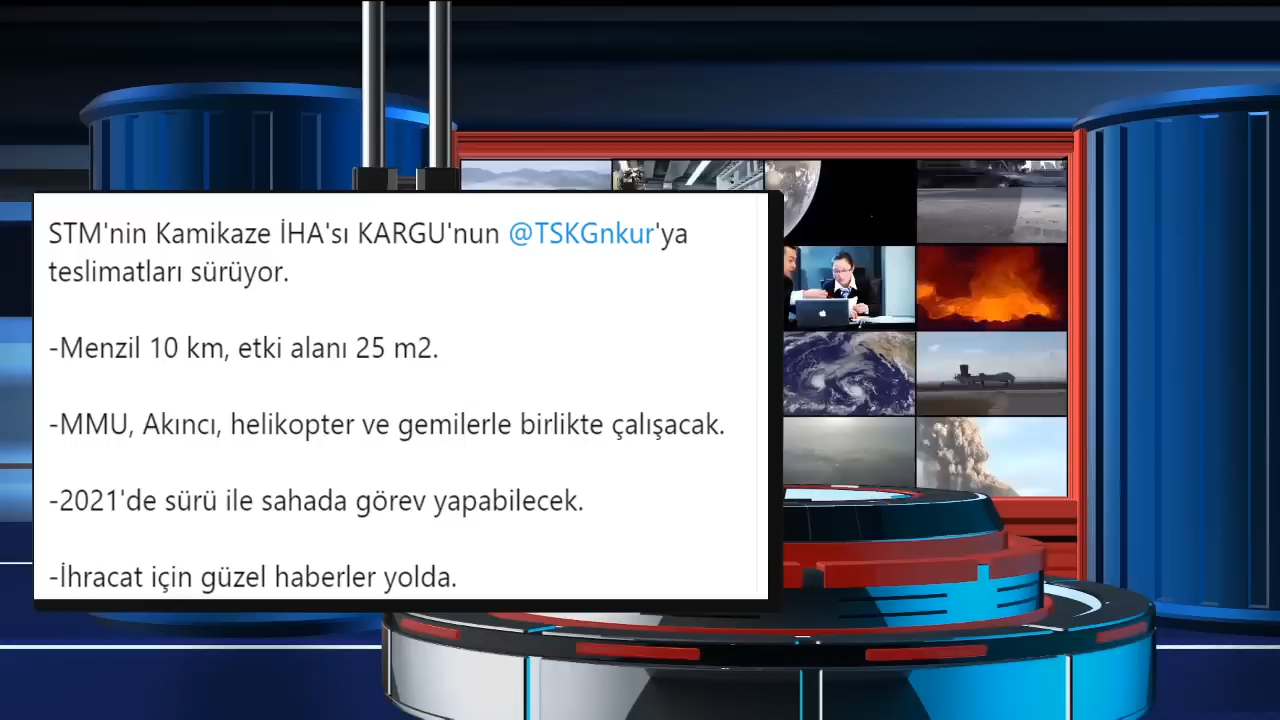 STM'nin Kamikaze İHA'sı KARGU'nun @TSKGnkur'ya
teslimatları sürüyor.
-Menzil 10 km, etki alanı 25 m2.
-MMU, Akıncı, helikopter ve gemilerle birlikte çalışacak.
-2021'de sürü ile sahada görev yapabilecek.
-İhracat için güzel haberler yolda.